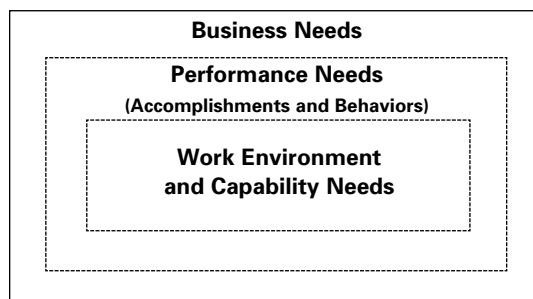 Business Needs
Performance Needs
(Accomplishments and Behaviors)
Work Environment
and Capability Needs